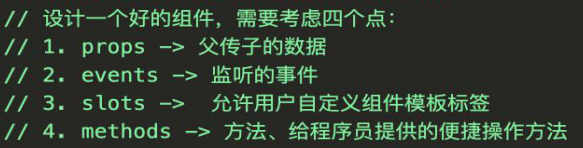 // 设计一个好的组件，需要考虑四个点：
// 1. props -> 父传子的数据
// 2. events -> 监听的事件
// 3. slots ->  允许用户自定义组件模板标签
// 4. methods -> 方法、给程序员提供的便捷操作方法